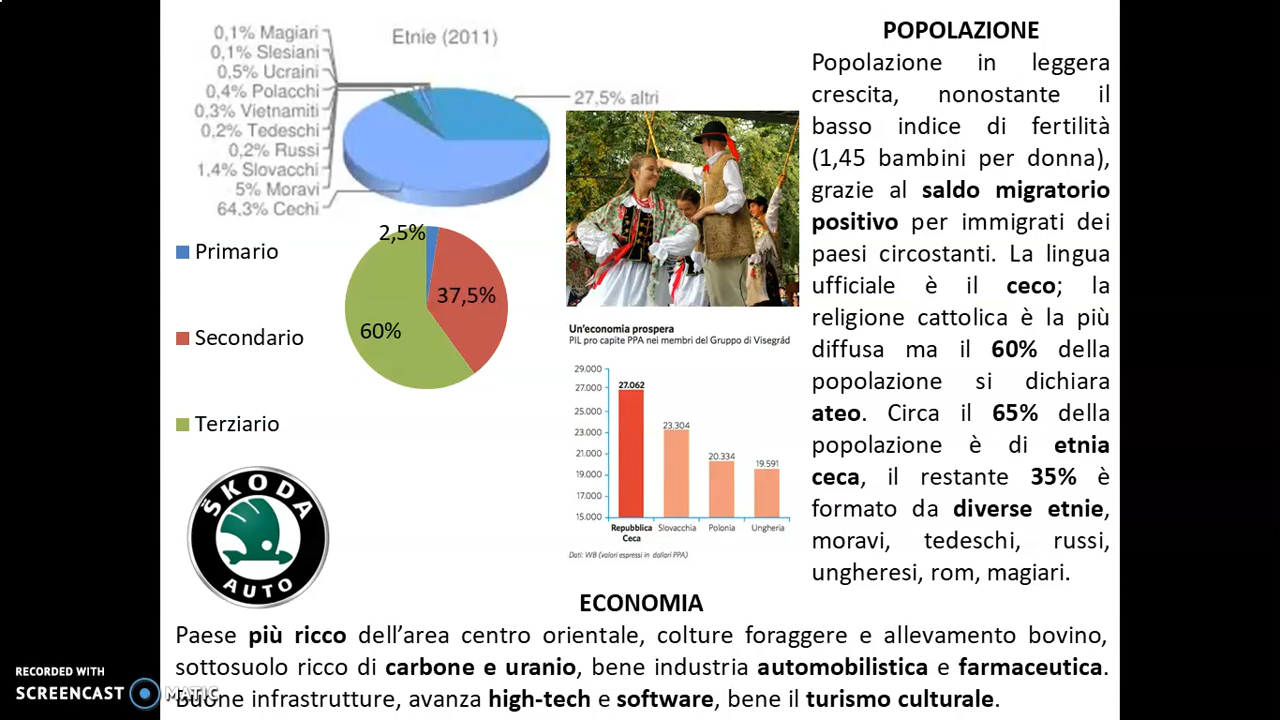 0,1% Magiari
0,1% Slesiani
0,5% Ucraini
0,4% Polacchi
0,3% Vietnamiti
0,2% Tedeschi
0,2% Russi
1,4% Slovacchi
5% Moravi
64,3% Cechi
Etnie (2011)
27,5% altri
Primario
Secondario
Terziario
2,5%
37,5%
60%
ŠKODA
AUTO
Un'economia prospera
PIL pro capite PPA nei membri del Gruppo di Visegrád
29.000
27.000
25.000
23.000
21.000
19.000
17.000
15.000
27.062
23.304
20.334
19.591
Repubblica
Ceca
Slovacchia
Polonia
Ungheria
Dati: WB (valori espressi in dollari PPA)
POPOLAZIONE
Popolazione in leggera
crescita, nonostante il
basso indice di fertilità
(1,45 bambini per donna),
grazie al saldo migratorio
positivo per immigrati dei
paesi circostanti. La lingua
ufficiale è il ceco; la
religione cattolica è la più
diffusa ma il 60% della
popolazione si dichiara
ateo. Circa il 65% della
popolazione è di etnia
ceca, il restante 35% è
formato da diverse etnie,
moravi, tedeschi, russi,
ungheresi, rom, magiari.
ECONOMIA
Paese più ricco dell'area centro orientale, colture foraggere e allevamento bovino,
sottosuolo ricco di carbone e uranio, bene industria automobilistica e farmaceutica.
Buone infrastrutture, avanza high-tech e software, bene il turismo culturale.
RECORDED WITH
SCREENCAST MATIC